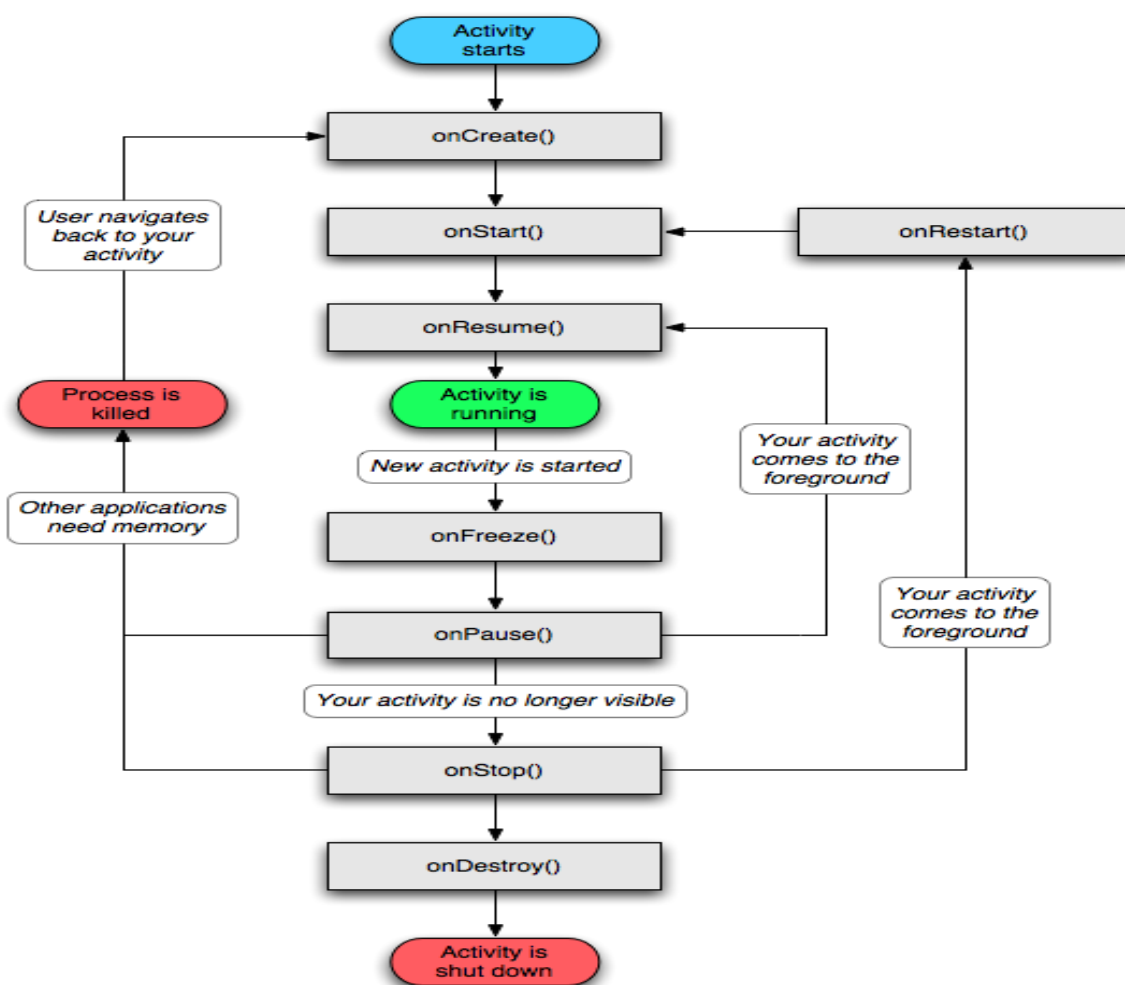 Activity
starts
onCreate()
User navigates
back to your
activity
onStart()
onRestart()
onResume()
Process is
killed
Activity is
running
Your activity
comes to the
foreground
New activity is started
Other applications
need memory
onFreeze()
Your activity
comes to the
foreground
onPause()
Your activity is no longer visible
onStop()
onDestroy()
Activity is
shut down